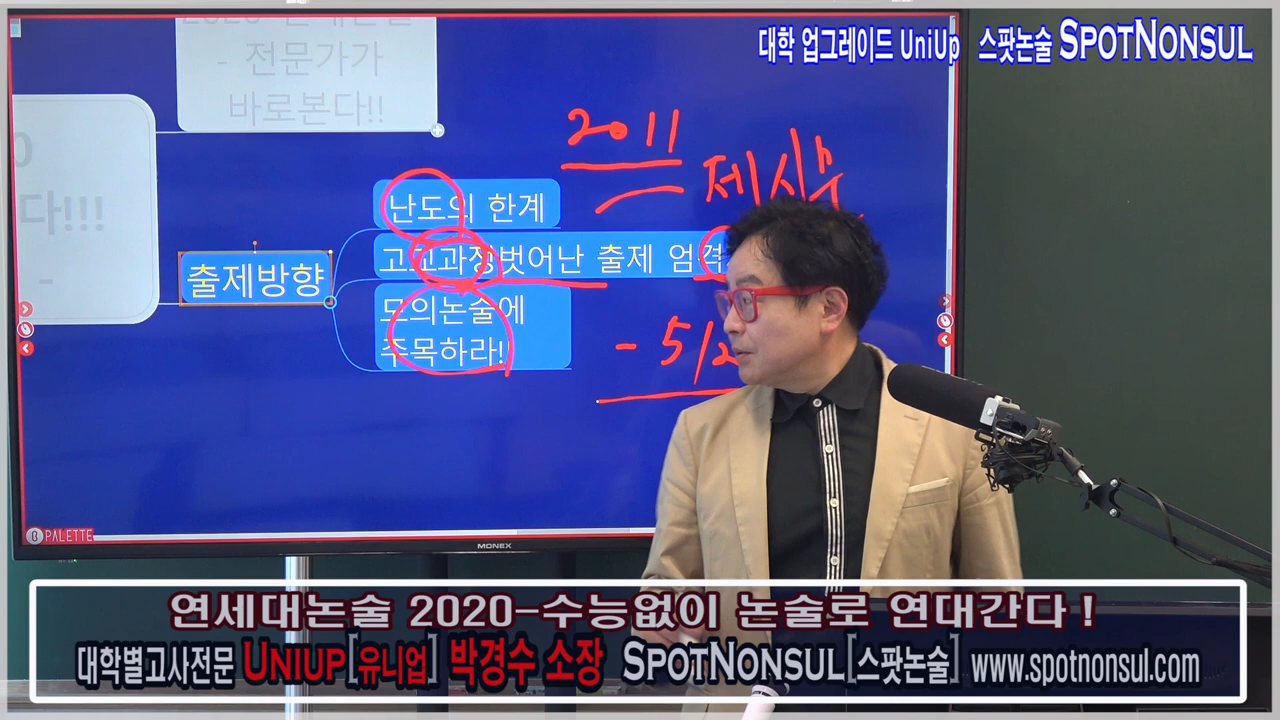 대학 업그레이드 UniUp 스팟논술 SPOTNONSUL
- 전문가가
바로본다!!
다!!!
-
2011
제시문
난도의 한계
고교과정벗어난 출제 엄격
출제방향
모의논술에
주목하라!
- 5/2
PALETTE
MONEX
연세대논술 2020-수능없이 논술로 연대간다 !
대학별고사전문 UNIUP[유니업] 박경수 소장 SPOTNONSUL[스팟논술] www.spotnonsul.com